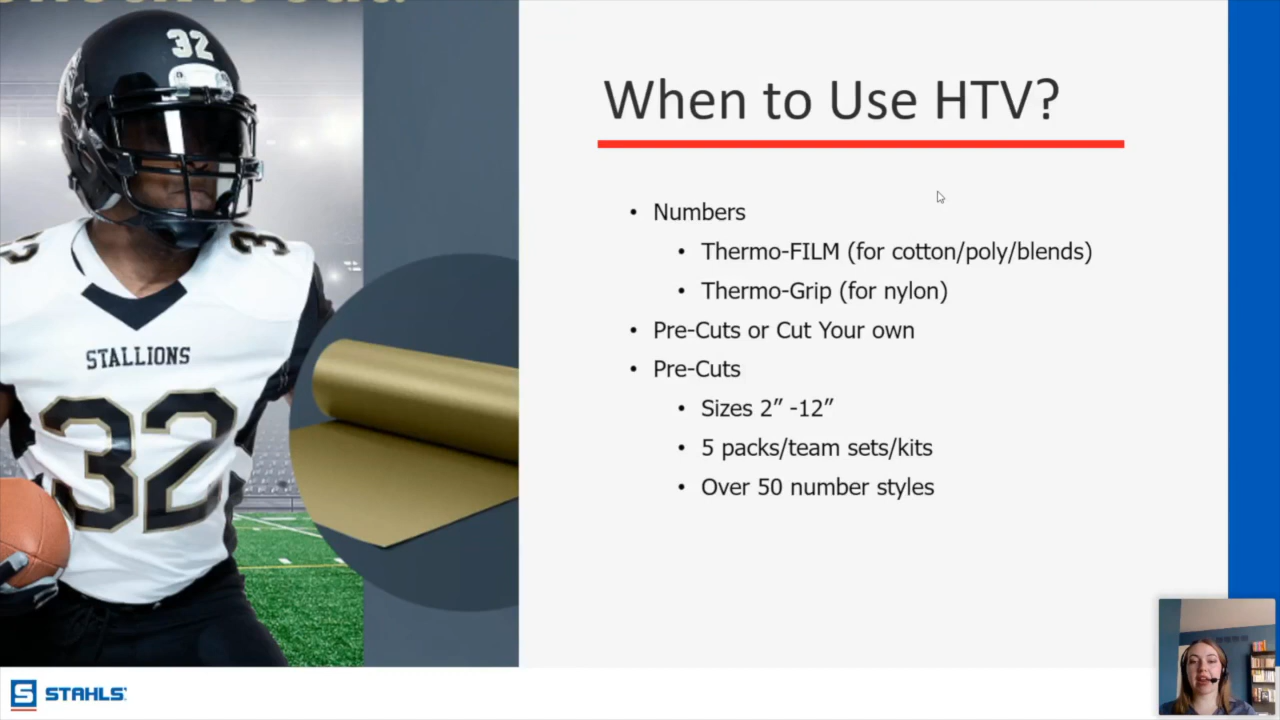 When to Use HTV?
• Numbers
• Thermo-FILM (for cotton/poly/blends)
• Thermo-Grip (for nylon)
• Pre-Cuts or Cut Your own
• Pre-Cuts
• Sizes 2” -12”
• 5 packs/team sets/kits
• Over 50 number styles
32
STALLIONS
32
S STAHLS'